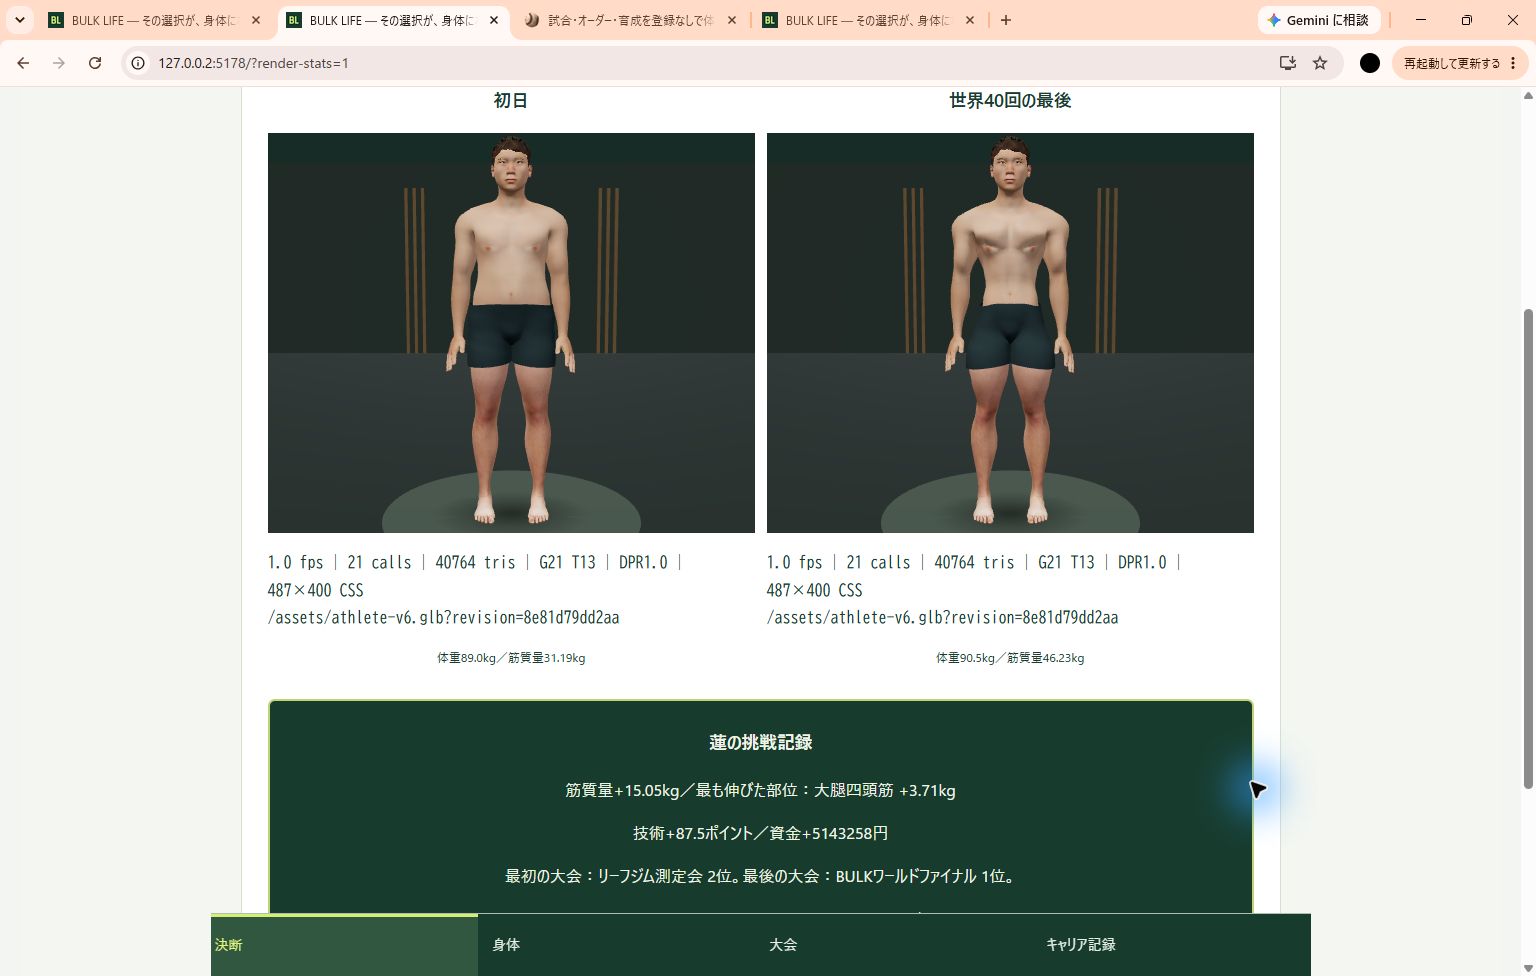 BULK LIFE — その選択が、身体に
BULK LIFE — その選択が、身体に
試合・オーダー・育成を登録なしで体
BULK LIFE — その選択が、身体に
Gemini に相談
127.0.0.2:5178/?render-stats=1
再起動して更新する
初日
世界40回の最後
1.0 fps | 21 calls | 40764 tris | G21 T13 | DPR1.0 |
487×400 CSS
/assets/athlete-v6.glb?revision=8e81d79dd2aa
体重89.0kg／筋質量31.19kg
1.0 fps | 21 calls | 40764 tris | G21 T13 | DPR1.0 |
487×400 CSS
/assets/athlete-v6.glb?revision=8e81d79dd2aa
体重90.5kg／筋質量46.23kg
蓮の挑戦記録
筋質量+15.05kg／最も伸びた部位：大腿四頭筋 +3.71kg
技術+87.5ポイント／資金+5143258円
最初の大会：リーフジム測定会 2位。最後の大会：BULKワールドファイナル 1位。
決断
身体
大会
キャリア記録